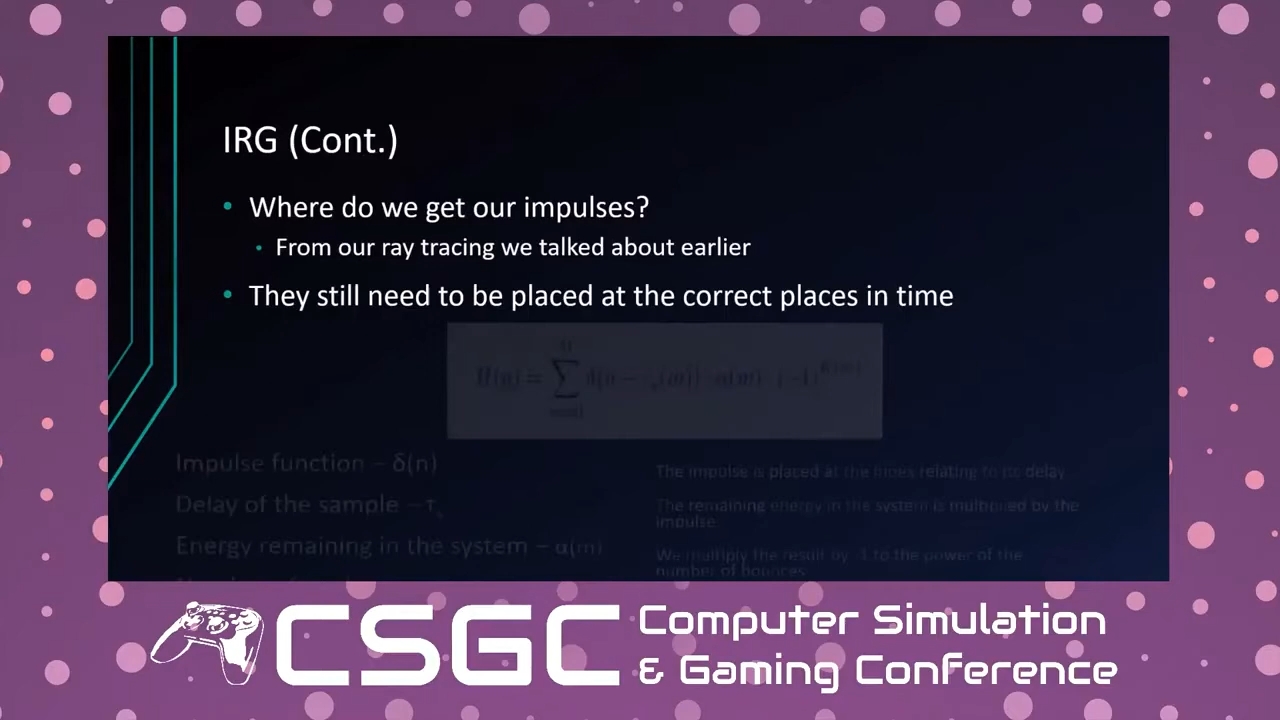 IRG (Cont.)
• Where do we get our impulses?
• From our ray tracing we talked about earlier
• They still need to be placed at the correct places in time
Impulse function – δ(n)
Delay of the sample – τ
Energy remaining in the system – α(m)
The impulse is placed at the times relating to its delay
The remaining energy in the system is multiplied by the
impulse
We multiply the result by -1 to the power of the
number of bounces
CSGC
Computer Simulation
& Gaming Conference